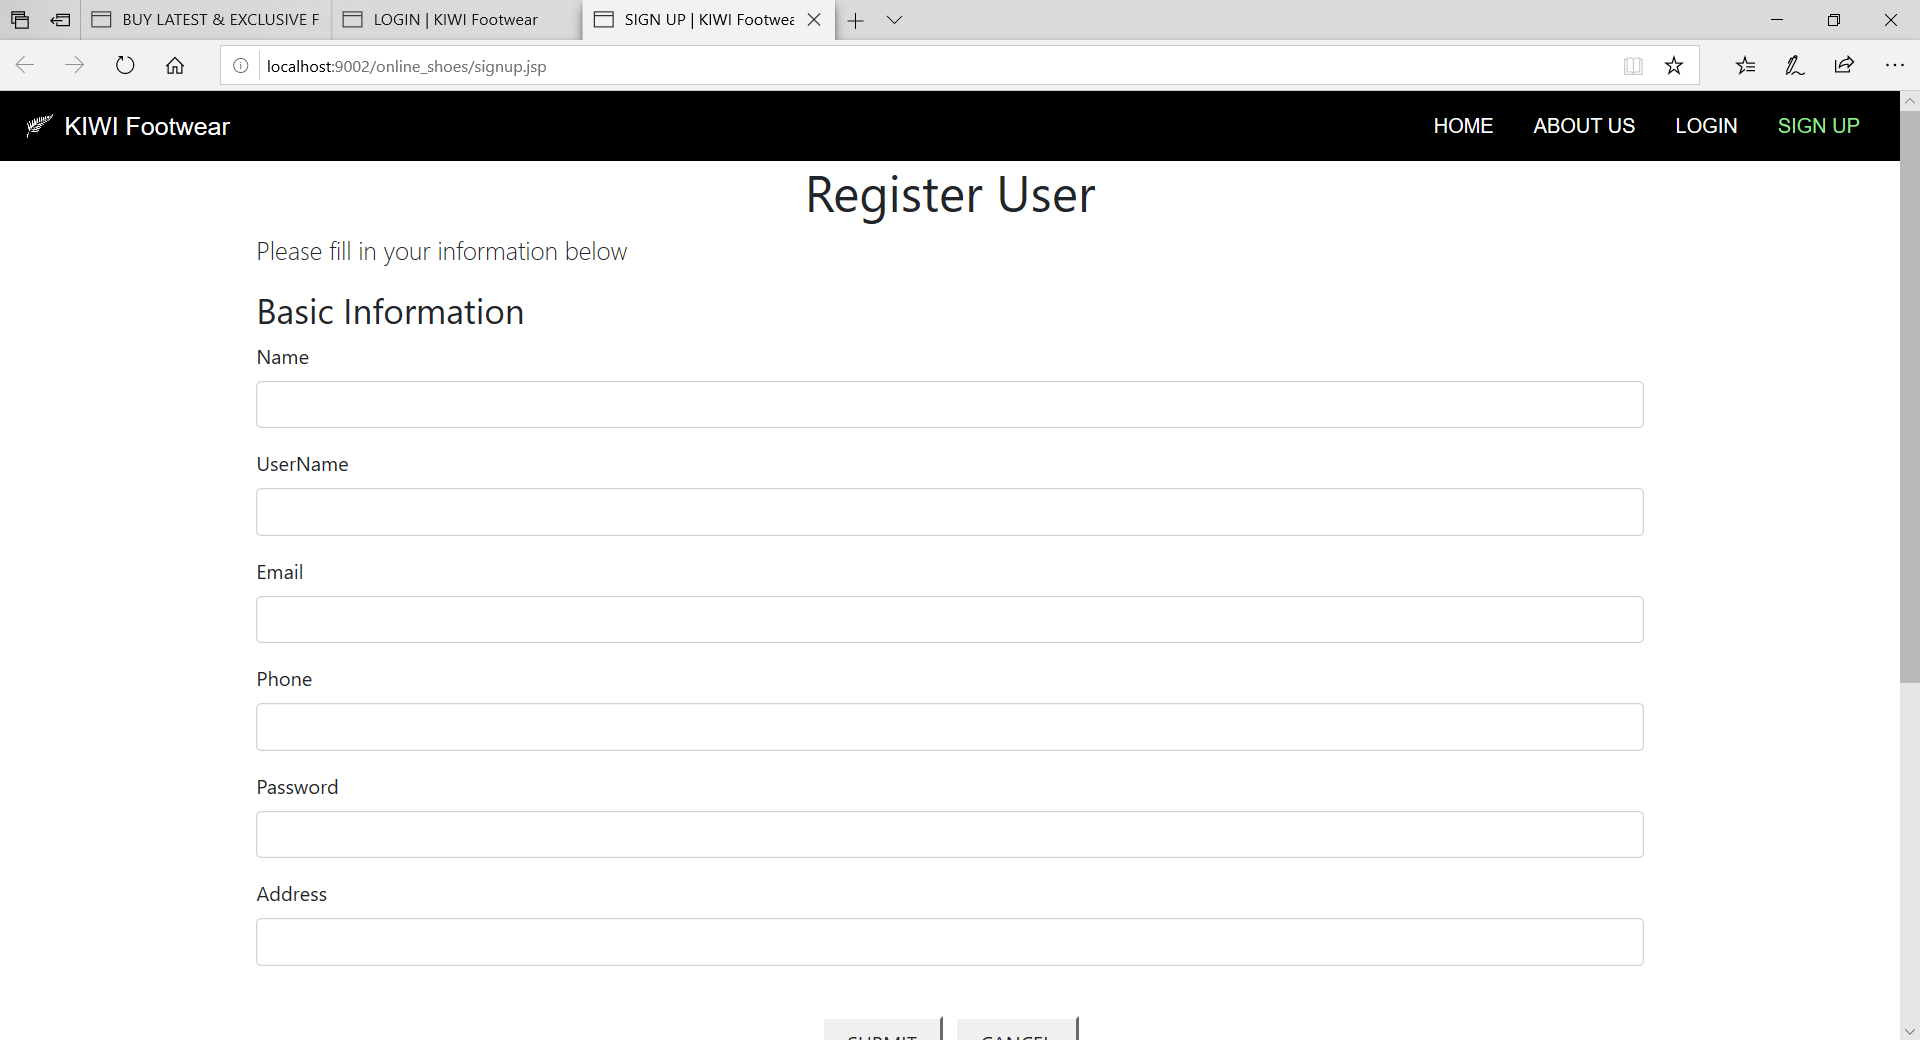 BUY LATEST & EXCLUSIVE F
LOGIN | KIWI Footwear
SIGN UP | KIWI Footwea
localhost:9002/online_shoes/signup.jsp
KIWI Footwear
HOME
ABOUT US
LOGIN
SIGN UP
Register User
Please fill in your information below
Basic Information
Name
UserName
Email
Phone
Password
Address
SUBMIT
CANCEL